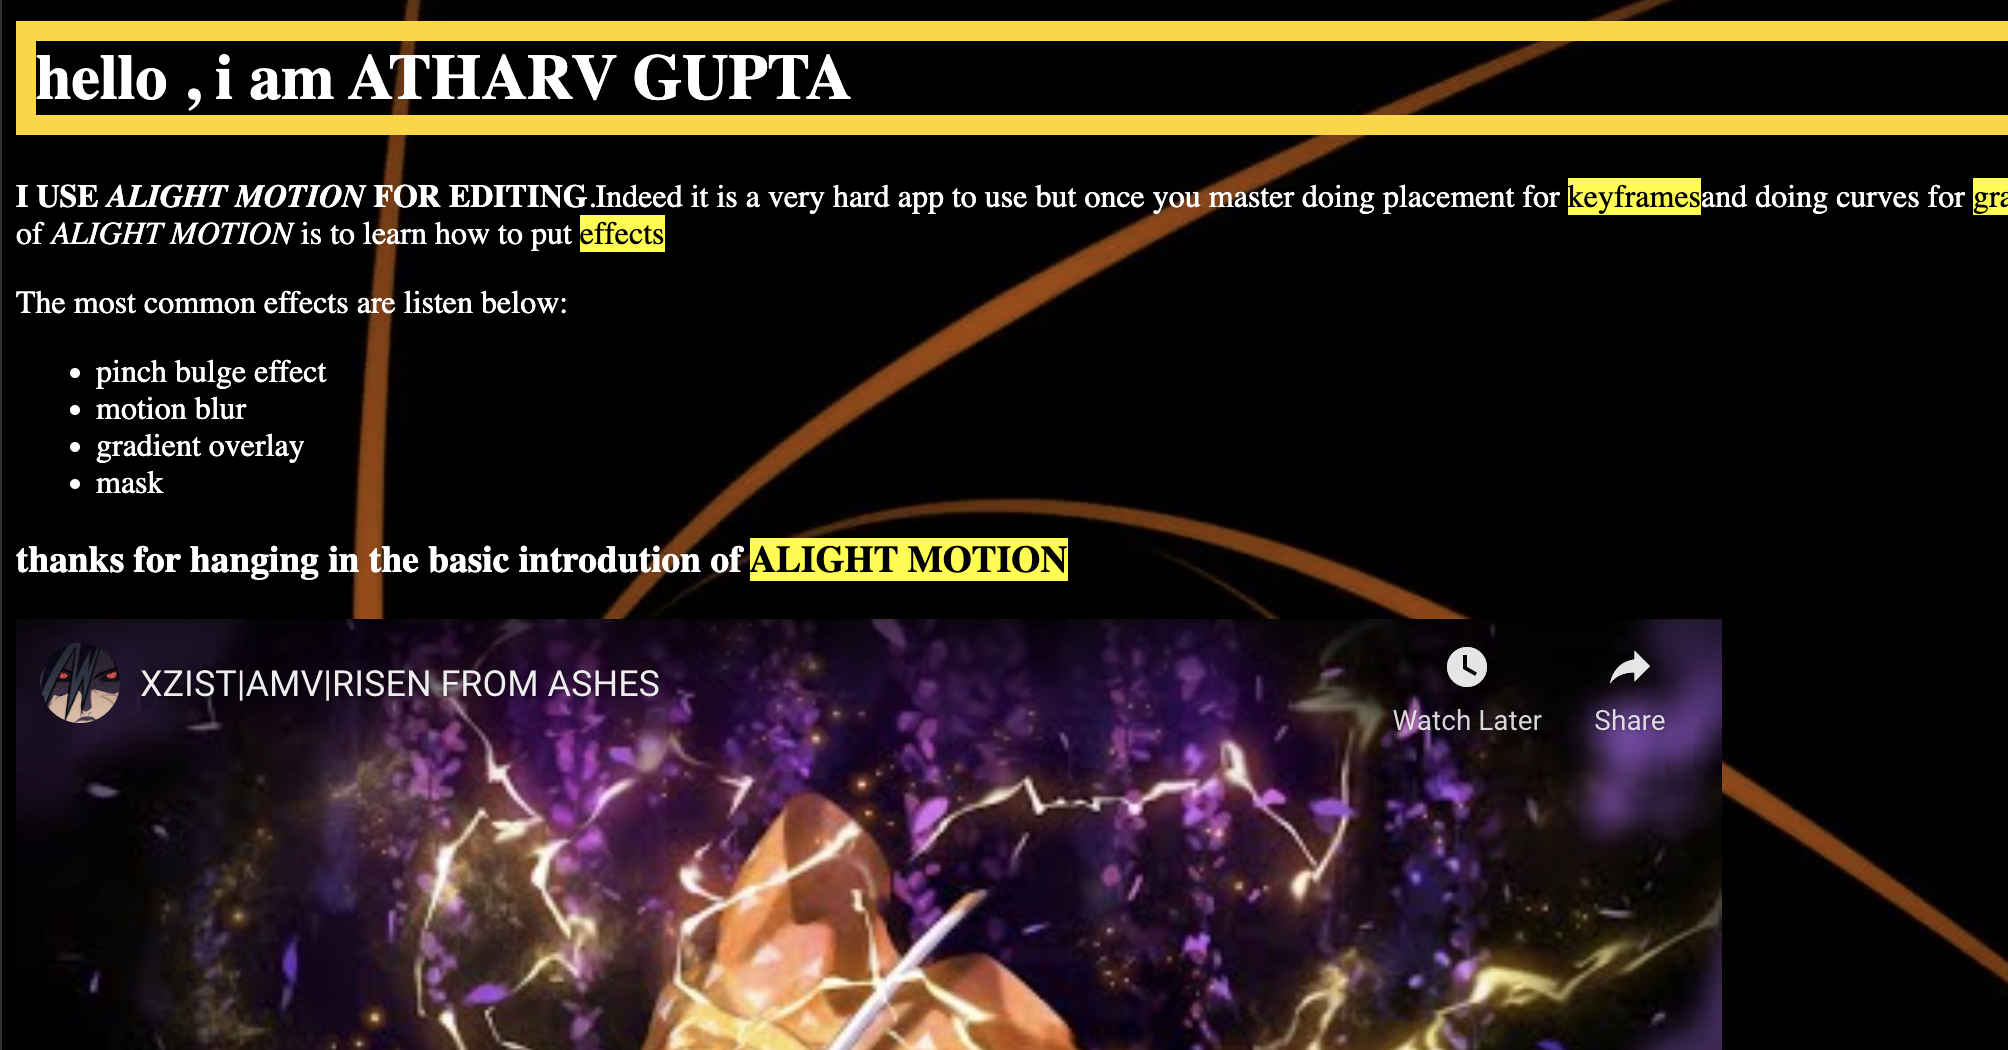 hello , i am ATHARV GUPTA
I USE ALIGHT MOTION FOR EDITING.Indeed it is a very hard app to use but once you master doing placement for keyframesand doing curves for
of ALIGHT MOTION is to learn how to put effects
The most common effects are listen below:
pinch bulge effect
motion blur
gradient overlay
mask
thanks for hanging in the basic introdution of ALIGHT MOTION
XZIST|AMV|RISEN FROM ASHES
Watch Later
Share